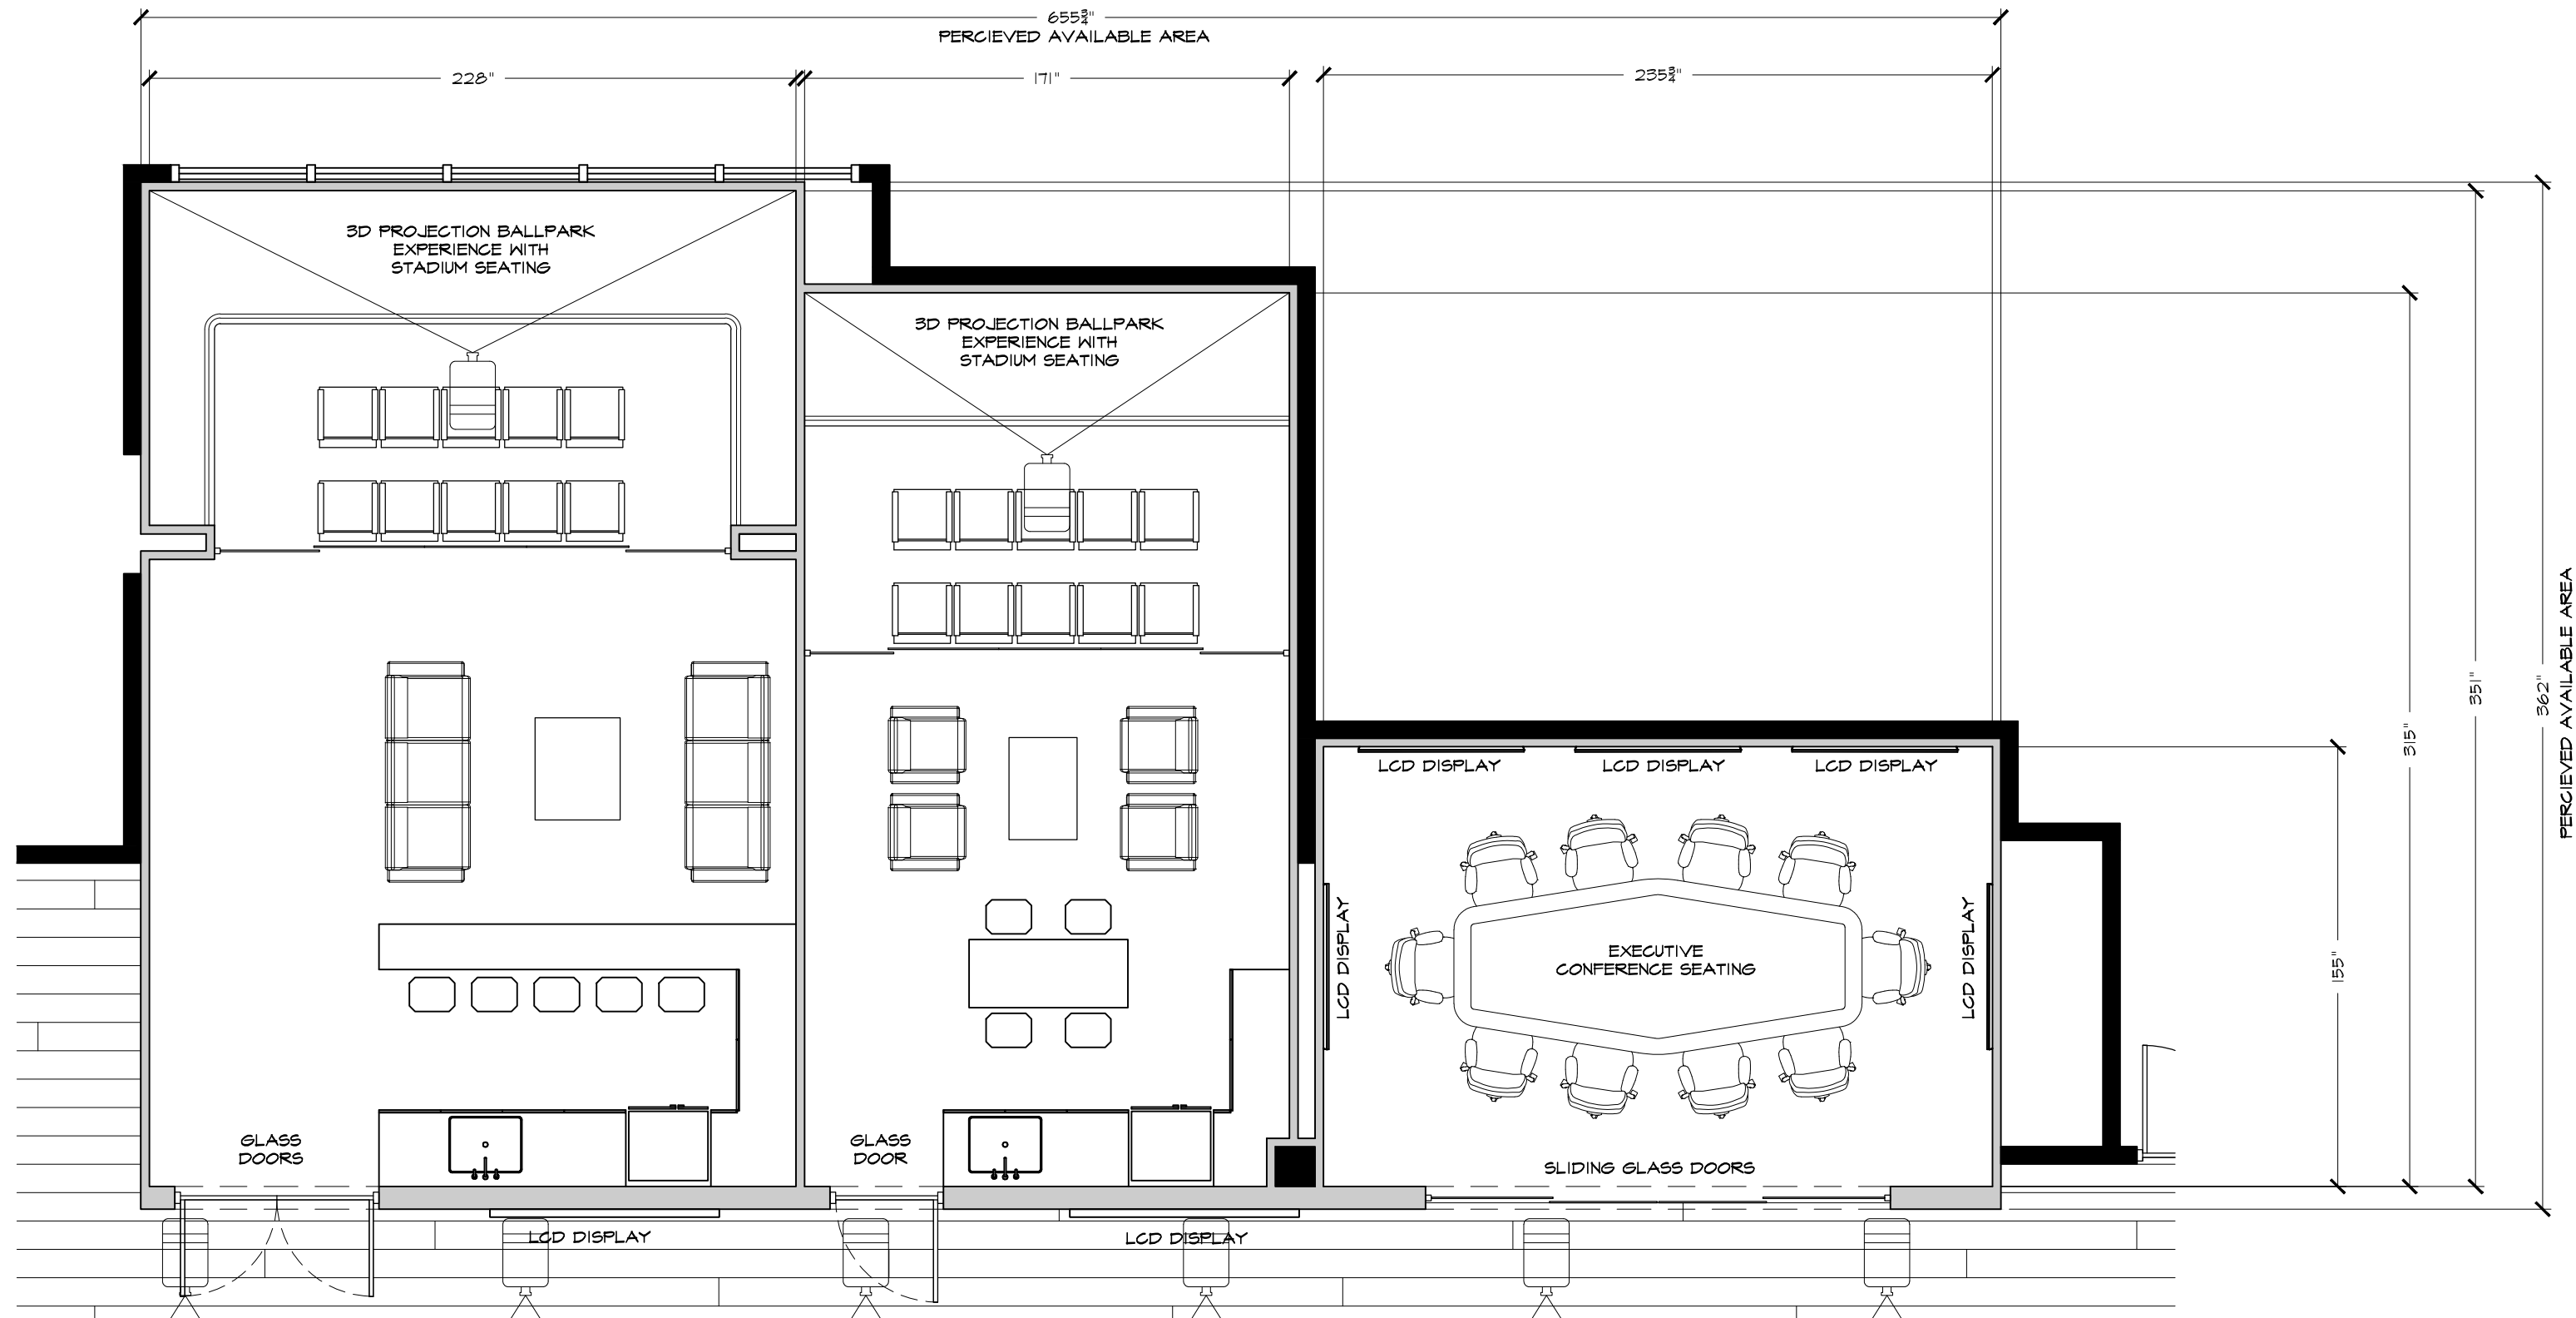 655¾"
PERCIEVED AVAILABLE AREA
228"
171"
235¾"
3D PROJECTION BALLPARK
EXPERIENCE WITH
STADIUM SEATING
3D PROJECTION BALLPARK
EXPERIENCE WITH
STADIUM SEATING
362"
PERCIEVED AVAILABLE AREA
351"
315"
155"
LCD DISPLAY
LCD DISPLAY
LCD DISPLAY
LCD DISPLAY
EXECUTIVE
CONFERENCE SEATING
LCD DISPLAY
GLASS
DOORS
GLASS
DOOR
SLIDING GLASS DOORS
LCD DISPLAY
LCD DISPLAY